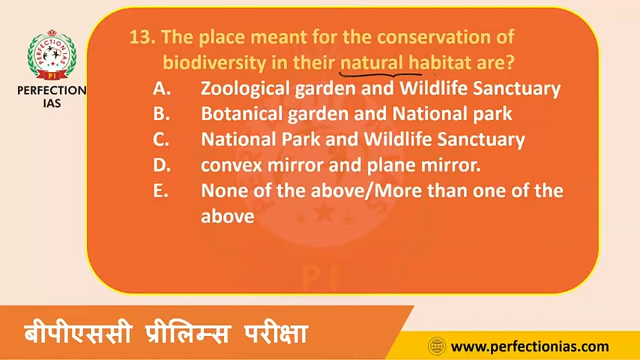 13. The place meant for the conservation of
biodiversity in their natural habitat are?
A. Zoological garden and Wildlife Sanctuary
B. Botanical garden and National park
C. National Park and Wildlife Sanctuary
D. convex mirror and plane mirror.
E. None of the above/More than one of the
above
PERFECTION IAS
PI
PERFECTION
IAS
PI
बीपीएससी प्रीलिम्स परीक्षा
www.perfectionias.com